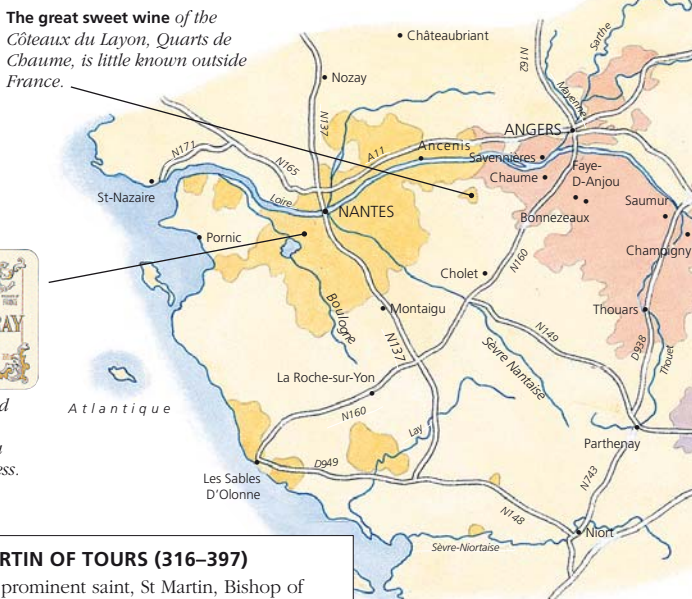 The great sweet wine of the
Côteaux du Layon, Quarts de
Chaume, is little known outside
France.
Châteaubriant
Nozay
N162
Sarthe
Mayenne
N137
ANGERS
A11
Ancenis
Savennières
N171
N165
Chaume
Faye-
D-Anjou
St-Nazaire
Loire
NANTES
Bonnezeaux
Saumur
Pornic
Champigny
N160
Cholet
Boulogne
Montaigu
Thouars
N149
D938
Thouet
N137
Sèvre Nantaise
AY
La Roche-sur-Yon
Atlantique
N160
Lay
Parthenay
D949
Les Sables
D'Olonne
N743
N148
Niort
Sèvre-Niortaise
d
ess.
RTIN OF TOURS (316–397)
prominent saint, St Martin, Bishop of